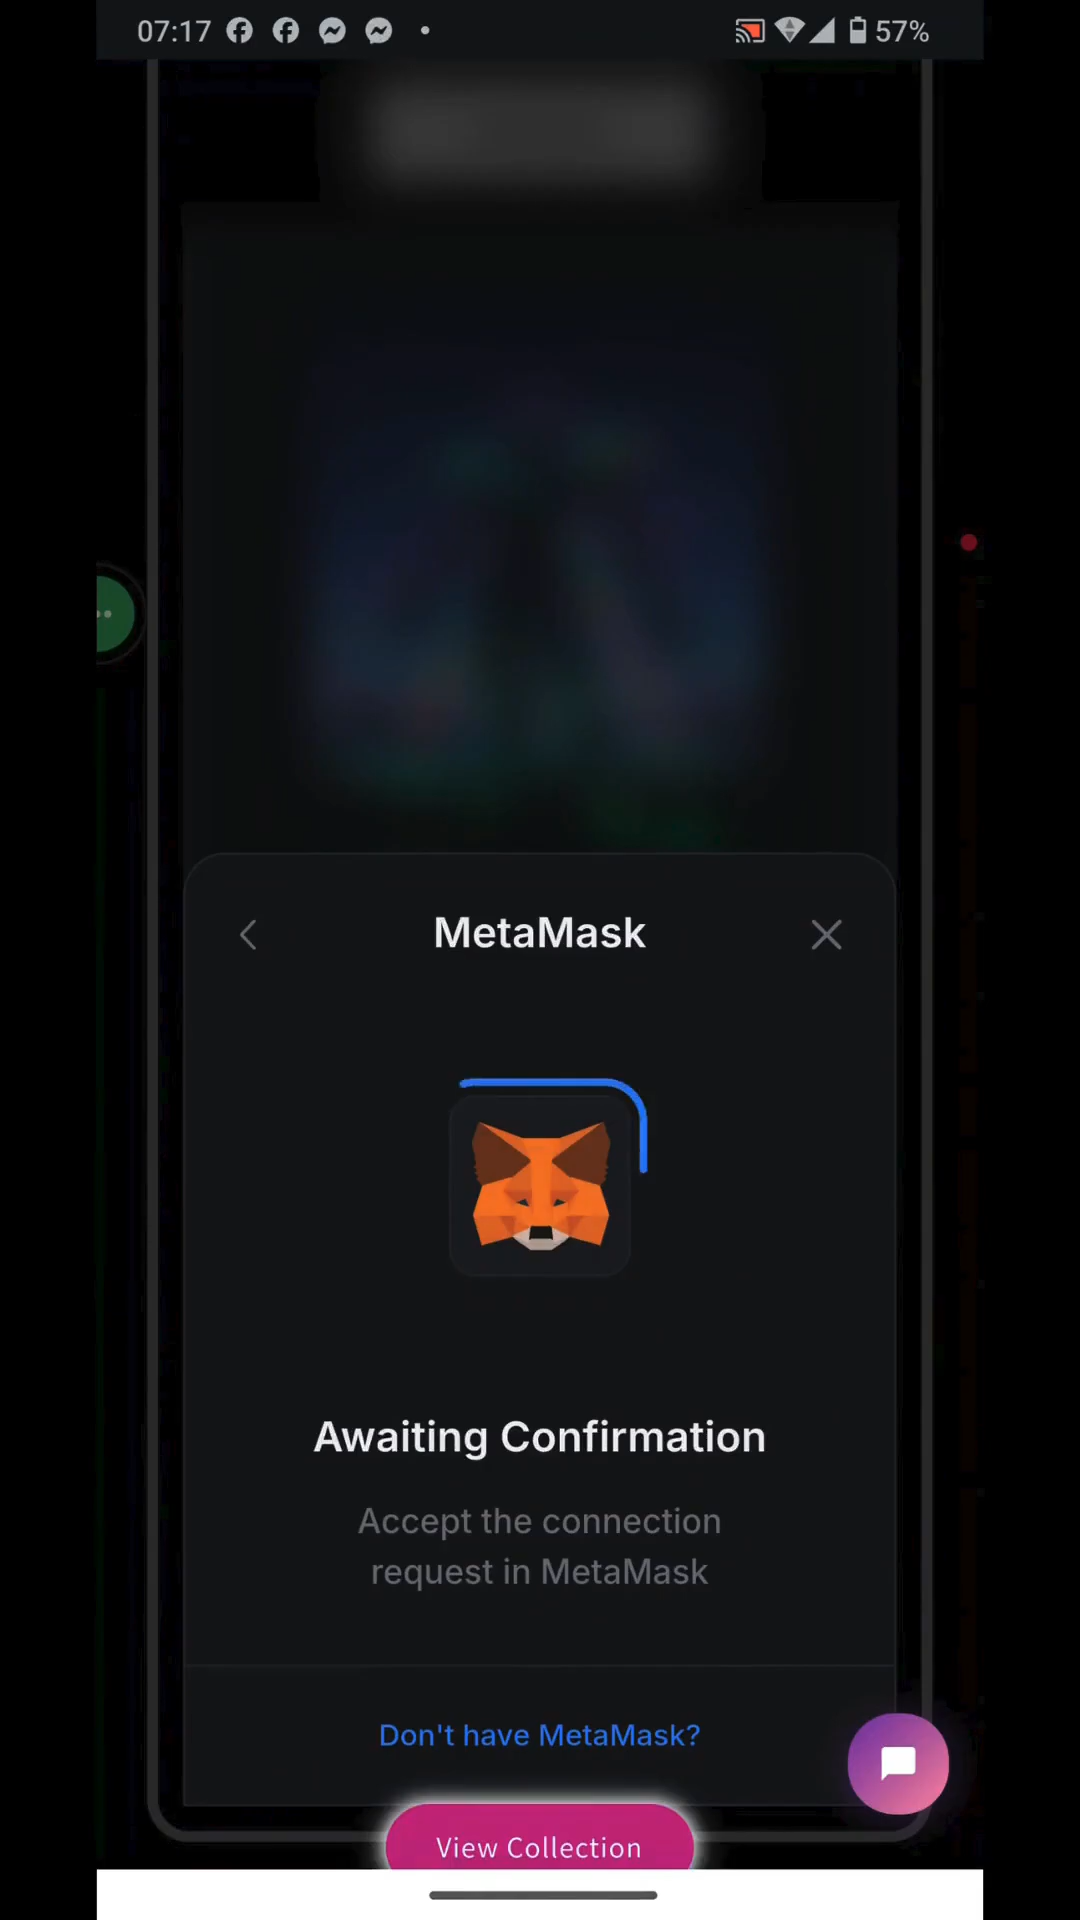 07:17
57%
MetaMask
Awaiting Confirmation
Accept the connection
request in MetaMask
Don't have MetaMask?
View Collection